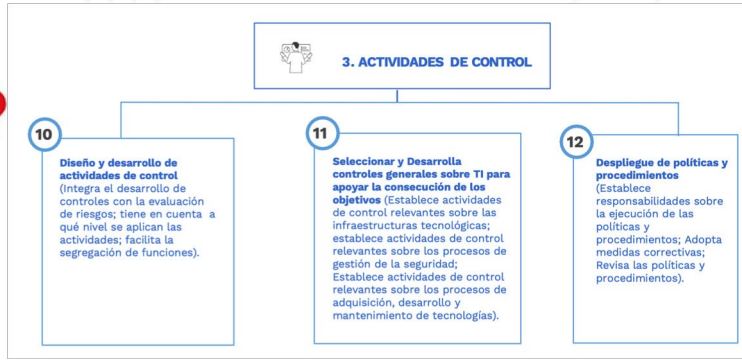 3. ACTIVIDADES DE CONTROL
10
Diseño y desarrollo de
actividades de control
(Integra el desarrollo de
controles con la evaluación
de riesgos; tiene en cuenta a
qué nivel se aplican las
actividades; facilita la
segregación de funciones).
11
Seleccionar y Desarrolla
controles generales sobre TI para
apoyar la consecución de los
objetivos (Establece actividades
de control relevantes sobre las
infraestructuras tecnológicas;
establece actividades de control
relevantes sobre los procesos de
gestión de la seguridad;
Establece actividades de control
relevantes sobre los procesos de
adquisición, desarrollo y
mantenimiento de tecnologías).
12
Despliegue de políticas y
procedimientos
(Establece
responsabilidades sobre
la ejecución de las
políticas y
procedimientos; Adopta
medidas correctivas;
Revisa las políticas y
procedimientos).